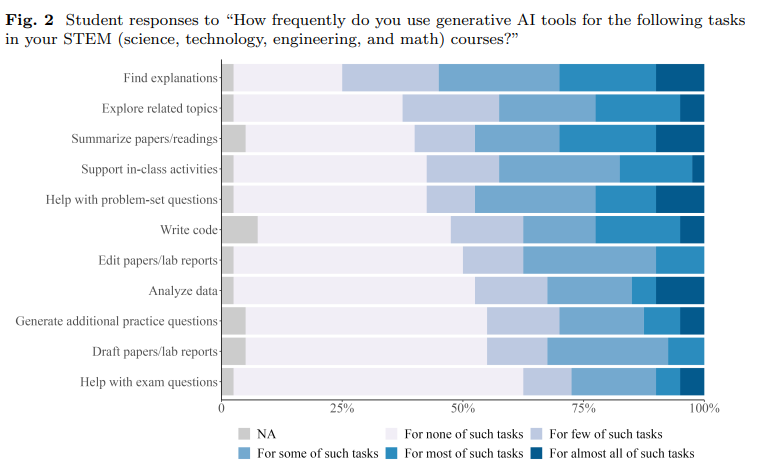 Fig. 2 Student responses to “How frequently do you use generative AI tools for the following tasks
in your STEM (science, technology, engineering, and math) courses?”
Find explanations
Explore related topics
Summarize papers/readings
Support in-class activities
Help with problem-set questions
Write code
Edit papers/lab reports
Analyze data
Generate additional practice questions
Draft papers/lab reports
Help with exam questions
0 25% 50% 75% 100%
NA For none of such tasks For few of such tasks
For some of such tasks For most of such tasks For almost all of such tasks